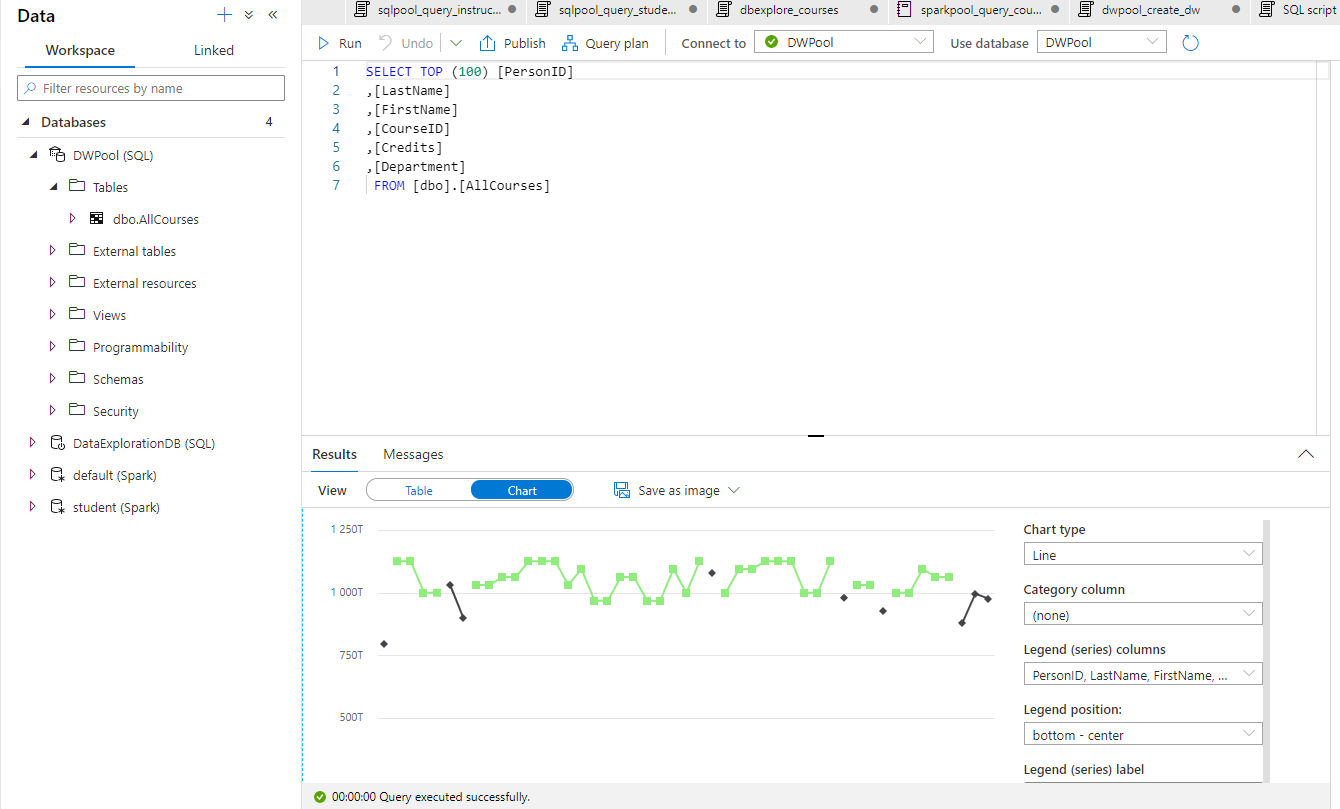 Data
Workspace
Linked
Filter resources by name
Databases 4
DWPool (SQL)
Tables
dbo.AllCourses
External tables
External resources
Views
Programmability
Schemas
Security
DataExplorationDB (SQL)
default (Spark)
student (Spark)
sqlpool_query_instruc...
sqlpool_query_stude...
dbexplore_courses
sparkpool_query_cou...
dwpool_create_dw
SQL script
Run
Undo
Publish
Query plan
Connect to
DWPool
Use database
DWPool
1 SELECT TOP (100) [PersonID]
2 ,[LastName]
3 ,[FirstName]
4 ,[CourseID]
5 ,[Credits]
6 ,[Department]
7 FROM [dbo].[AllCourses]
Results
Messages
View
Table
Chart
Save as image
1 250T
1 000T
750T
500T
Chart type
Line
Category column
(none)
Legend (series) columns
PersonID, LastName, FirstName, ...
Legend position:
bottom - center
Legend (series) label
00:00:00 Query executed successfully.